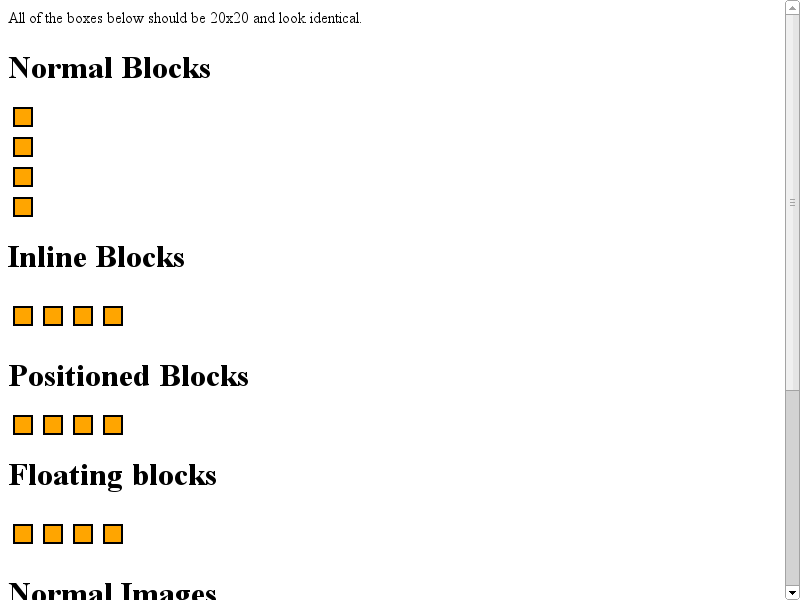 All of the boxes below should be 20x20 and look identical.
Normal Blocks
Inline Blocks
Positioned Blocks
Floating blocks
Normal Images